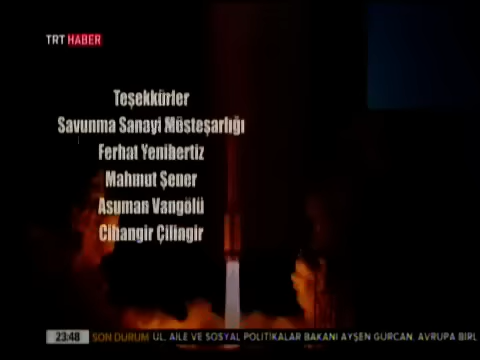 TRT HABER
Teşekkürler
Savunma Sanayi Müsteşarlığı
Ferhat Yenibertiz
Mahmut Şener
Asuman Vangölü
Cihangir Çilingir
23:48 SON DURUM UL. AİLE VE SOSYAL POLİTİKALAR BAKANI AYŞEN GÜRCAN, AVRUPA BİRL